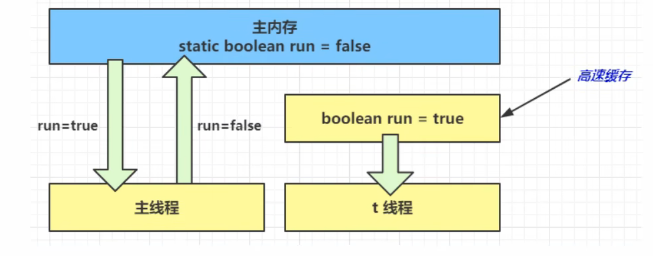 主内存
static boolean run = false
高速缓存
run=true
run=false
boolean run = true
主线程
t 线程